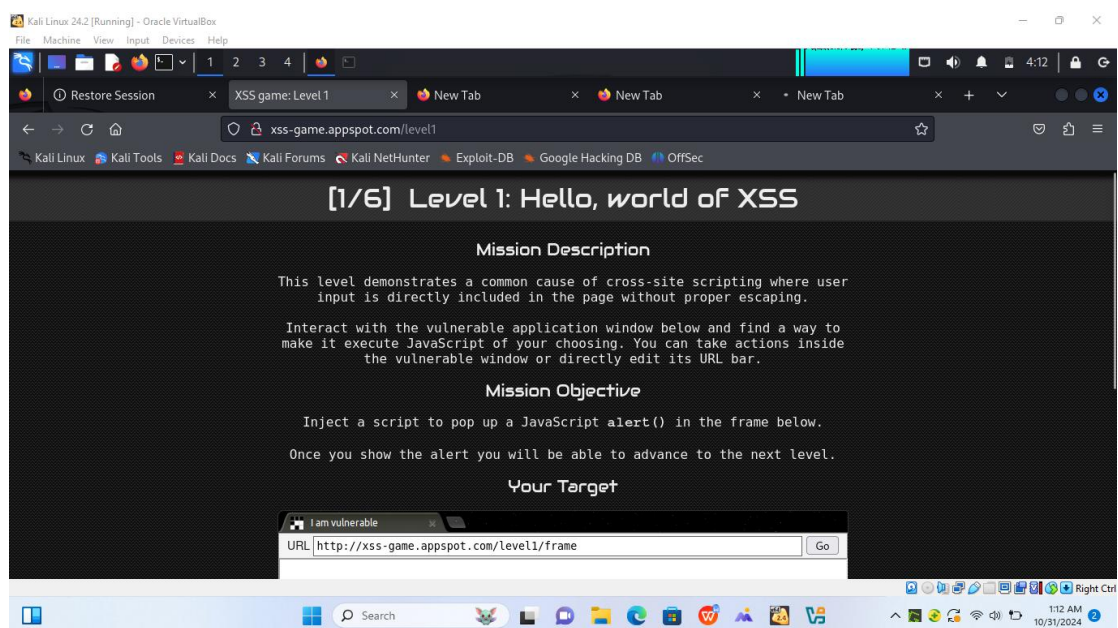 Kali Linux 24.2 [Running] - Oracle VirtualBox
File Machine View Input Devices Help
1 2 3 4 4:12
Restore Session XSS game: Level 1 New Tab New Tab New Tab
xss-game.appspot.com/level1
Kali Linux Kali Tools Kali Docs Kali Forums Kali NetHunter Exploit-DB Google Hacking DB OffSec
[1/6] Level 1: Hello, world of XSS
Mission Description
This level demonstrates a common cause of cross-site scripting where user
input is directly included in the page without proper escaping.
Interact with the vulnerable application window below and find a way to
make it execute JavaScript of your choosing. You can take actions inside
the vulnerable window or directly edit its URL bar.
Mission Objective
Inject a script to pop up a JavaScript alert() in the frame below.
Once you show the alert you will be able to advance to the next level.
Your Target
I am vulnerable
URL http://xss-game.appspot.com/level1/frame Go
Right Ctrl
Search
1:12 AM
10/31/2024
2